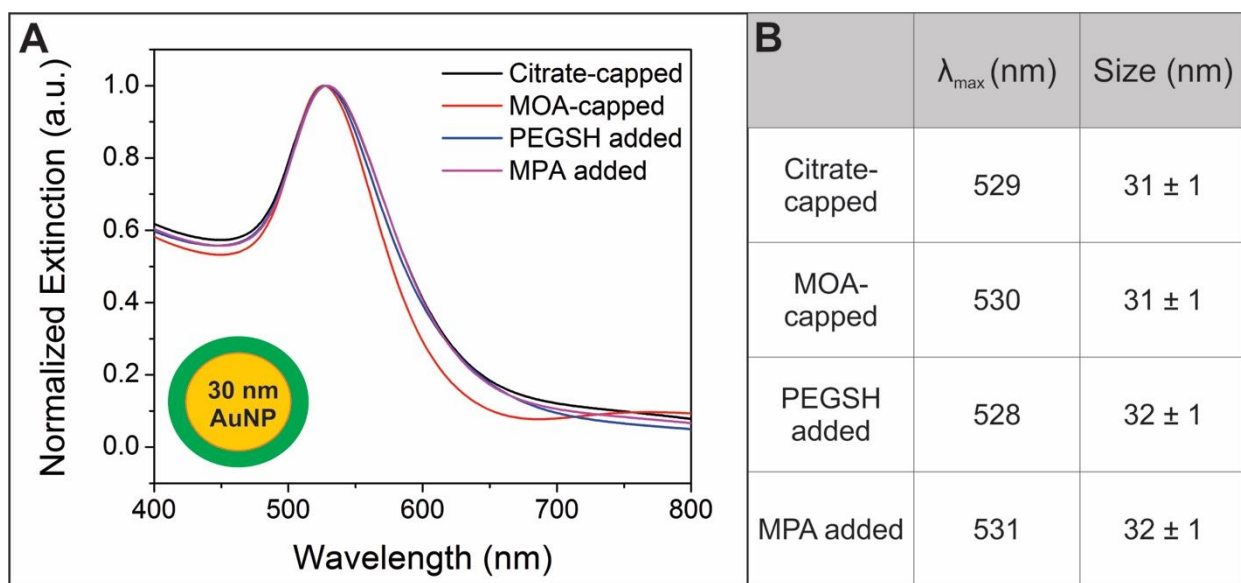 A
Normalized Extinction (a.u.)
1.0
0.8
0.6
0.4
0.2
0.0
Citrate-capped
MOA-capped
PEGSH added
MPA added
30 nm
AuNP
400
500
600
700
800
Wavelength (nm)
B
λmax (nm)
Size (nm)
Citrate-
capped
529
31 ± 1
MOA-
capped
530
31 ± 1
PEGSH
added
528
32 ± 1
MPA added
531
32 ± 1